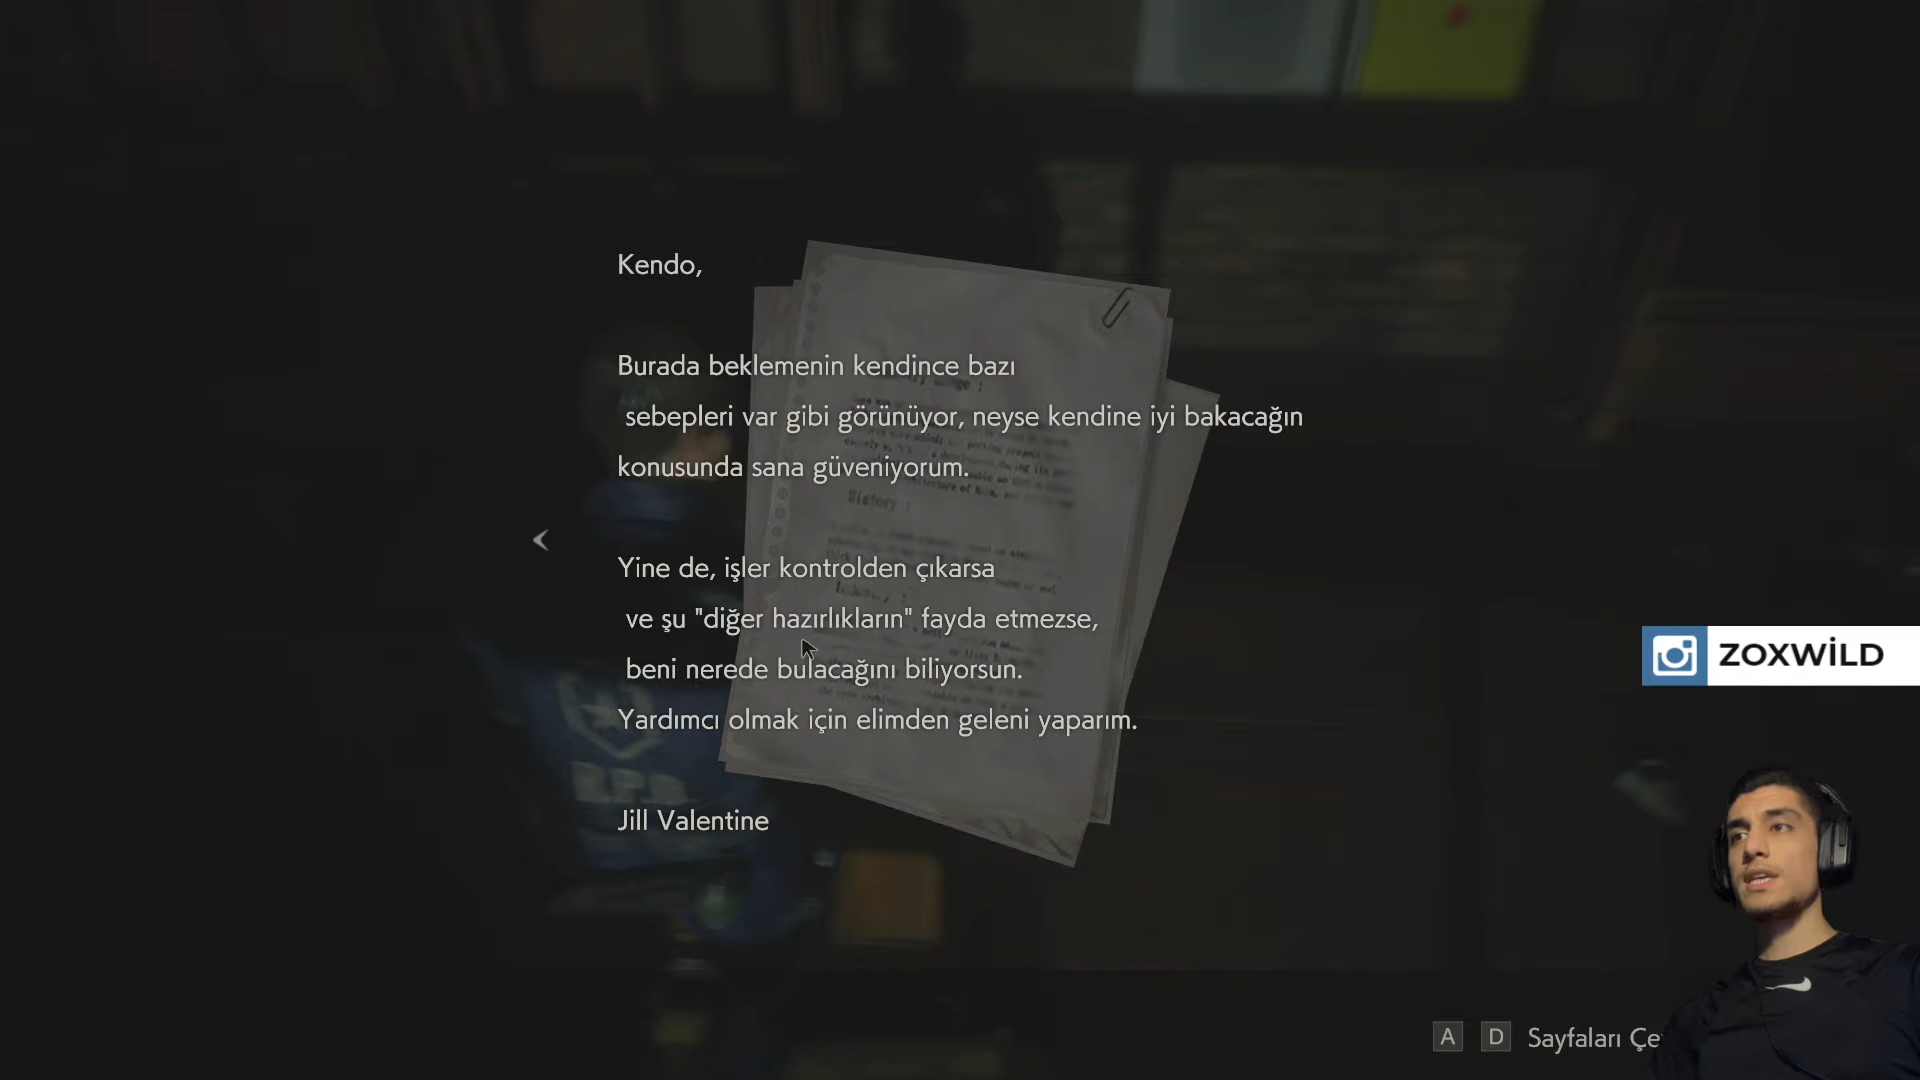 Kendo,
Burada beklemenin kendince bazı
sebepleri var gibi görünüyor, neyse kendine iyi bakacağın
konusunda sana güveniyorum.
Yine de, işler kontrolden çıkarsa
ve şu "diğer hazırlıkların" fayda etmezse,
beni nerede bulacağını biliyorsun.
Yardımcı olmak için elimden geleni yaparım.
Jill Valentine
ZOXWİLD
R.P.D
History :
A D Sayfaları Çe